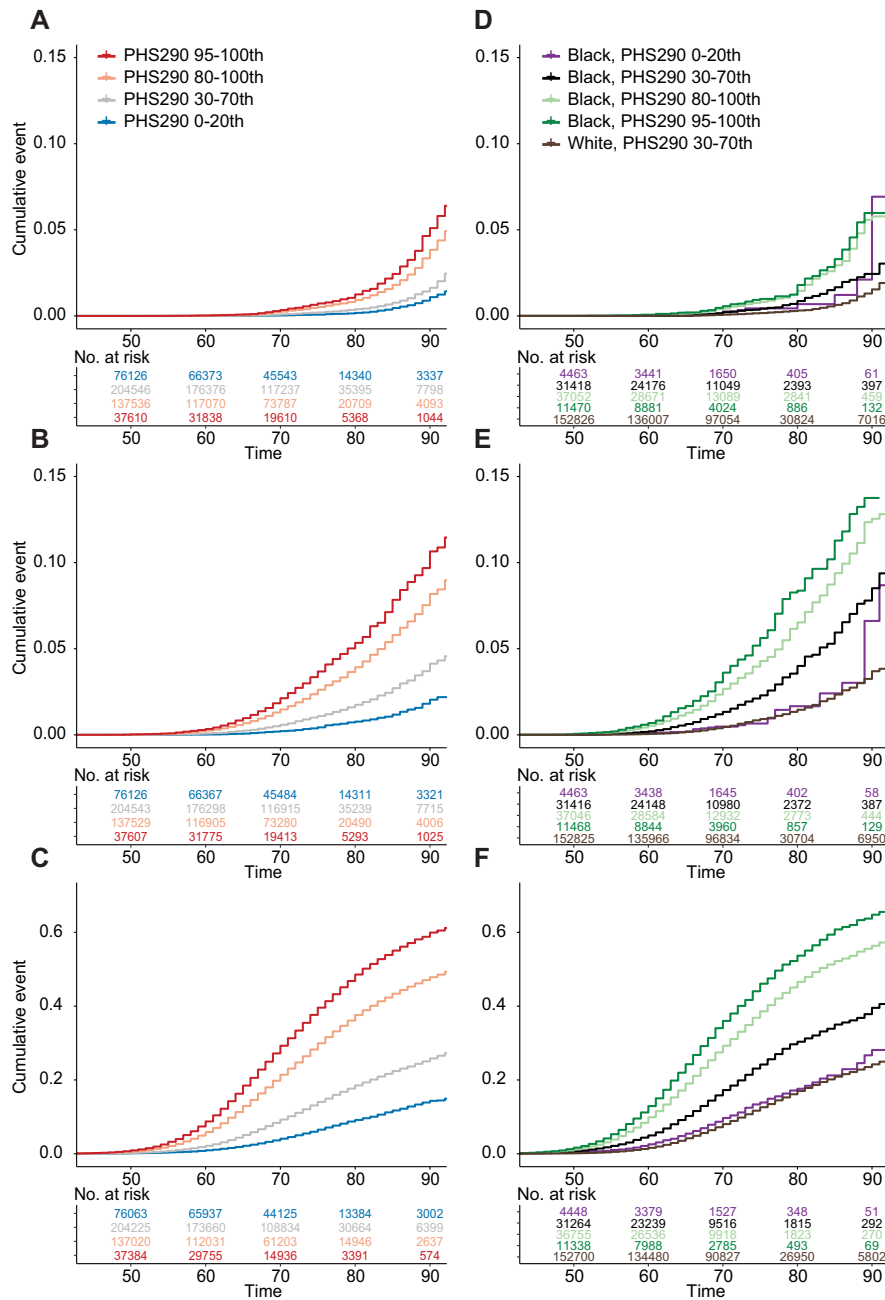 A
0.15
0.10
0.05
0.00
Cumulative event
PHS290 95-100th
PHS290 80-100th
PHS290 30-70th
PHS290 0-20th
50 60 70 80 90
No. at risk
76126 66373 45543 14340 3337
204546 176376 117237 35395 7798
137536 117070 73787 20709 4093
37610 31838 19610 5368 1044
50 60 70 80 90
Time
D
0.15
0.10
0.05
0.00
Cumulative event
Black, PHS290 0-20th
Black, PHS290 30-70th
Black, PHS290 80-100th
Black, PHS290 95-100th
White, PHS290 30-70th
50 60 70 80 90
No. at risk
4463 3441 1650 405 61
31418 24176 11049 2393 397
37052 28671 13089 2841 459
11470 8881 4024 886 132
152826 136007 97054 30824 7016
50 60 70 80 90
Time
B
0.15
0.10
0.05
0.00
Cumulative event
50 60 70 80 90
No. at risk
76126 66367 45484 14311 3321
204543 176298 116915 35239 7715
137529 116905 73280 20490 4006
37607 31775 19413 5293 1025
50 60 70 80 90
Time
E
0.15
0.10
0.05
0.00
Cumulative event
50 60 70 80 90
No. at risk
4463 3438 1645 402 58
31416 24148 10980 2372 387
37046 28584 12932 2773 444
11468 8844 3960 857 129
152825 135966 96834 30704 6950
50 60 70 80 90
Time
C
0.6
0.4
0.2
0.0
Cumulative event
50 60 70 80 90
No. at risk
76063 65937 44125 13384 3002
204225 173660 108834 30664 6399
137020 112031 61203 14946 2637
37384 29755 14936 3391 574
50 60 70 80 90
Time
F
0.6
0.4
0.2
0.0
Cumulative event
50 60 70 80 90
No. at risk
4448 3379 1527 348 51
31264 23239 9516 1815 292
36755 26536 9918 1823 270
11338 7988 2785 493 69
152700 134480 90827 26950 5802
50 60 70 80 90
Time